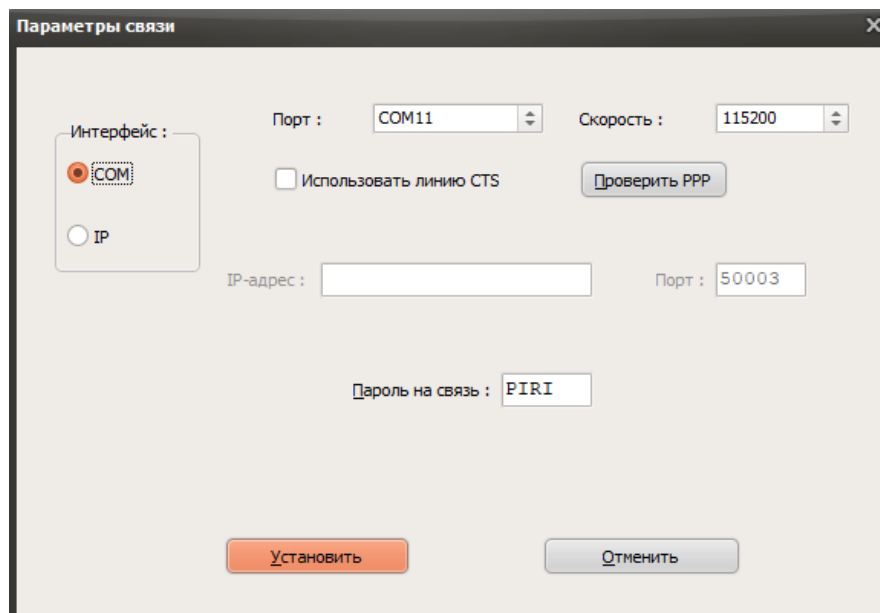 Параметры связи
Интерфейс :
Порт : COM11 Скорость : 115200
COM
Использовать линию CTS Проверить PPP
IP
IP-адрес : Порт : 50003
Пароль на связь : PIRI
Установить Отменить